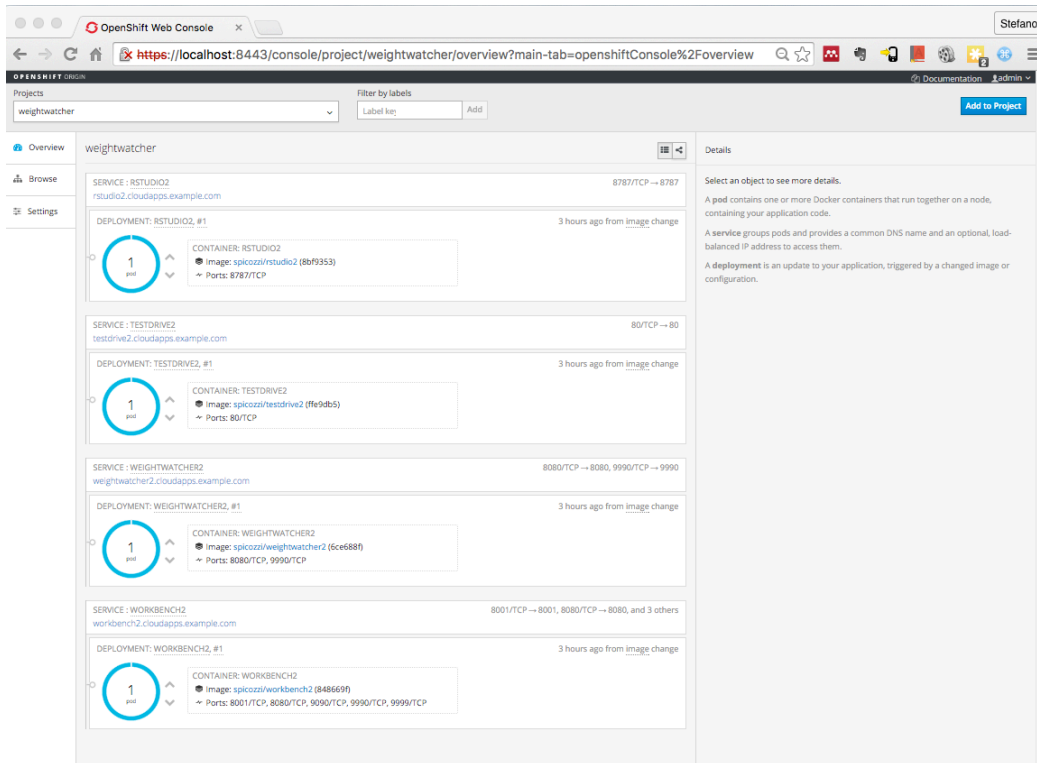 OpenShift Web Console
Stefano
https://localhost:8443/console/project/weightwatcher/overview?main-tab=openshiftConsole%2Foverview
2
OPENSHIFT ORIGIN
Documentation admin
Projects
Filter by labels
weightwatcher
Label key
Add
Add to Project
Overview
Browse
Settings
weightwatcher
SERVICE : RSTUDIO2
8787/TCP → 8787
rstudio2.cloudapps.example.com
DEPLOYMENT: RSTUDIO2, #1
3 hours ago from image change
1
pod
CONTAINER: RSTUDIO2
Image: spicozzi/rstudio2 (8bf9353)
Ports: 8787/TCP
SERVICE : TESTDRIVE2
80/TCP → 80
testdrive2.cloudapps.example.com
DEPLOYMENT: TESTDRIVE2, #1
3 hours ago from image change
1
pod
CONTAINER: TESTDRIVE2
Image: spicozzi/testdrive2 (ffe9db5)
Ports: 80/TCP
SERVICE : WEIGHTWATCHER2
8080/TCP → 8080, 9990/TCP → 9990
weightwatcher2.cloudapps.example.com
DEPLOYMENT: WEIGHTWATCHER2, #1
3 hours ago from image change
1
pod
CONTAINER: WEIGHTWATCHER2
Image: spicozzi/weightwatcher2 (6ce688f)
Ports: 8080/TCP, 9990/TCP
SERVICE : WORKBENCH2
8001/TCP → 8001, 8080/TCP → 8080, and 3 others
workbench2.cloudapps.example.com
DEPLOYMENT: WORKBENCH2, #1
3 hours ago from image change
1
pod
CONTAINER: WORKBENCH2
Image: spicozzi/workbench2 (848669f)
Ports: 8001/TCP, 8080/TCP, 9090/TCP, 9990/TCP, 9999/TCP
Details
Select an object to see more details.
A pod contains one or more Docker containers that run together on a node,
containing your application code.
A service groups pods and provides a common DNS name and an optional, load-
balanced IP address to access them.
A deployment is an update to your application, triggered by a changed image or
configuration.